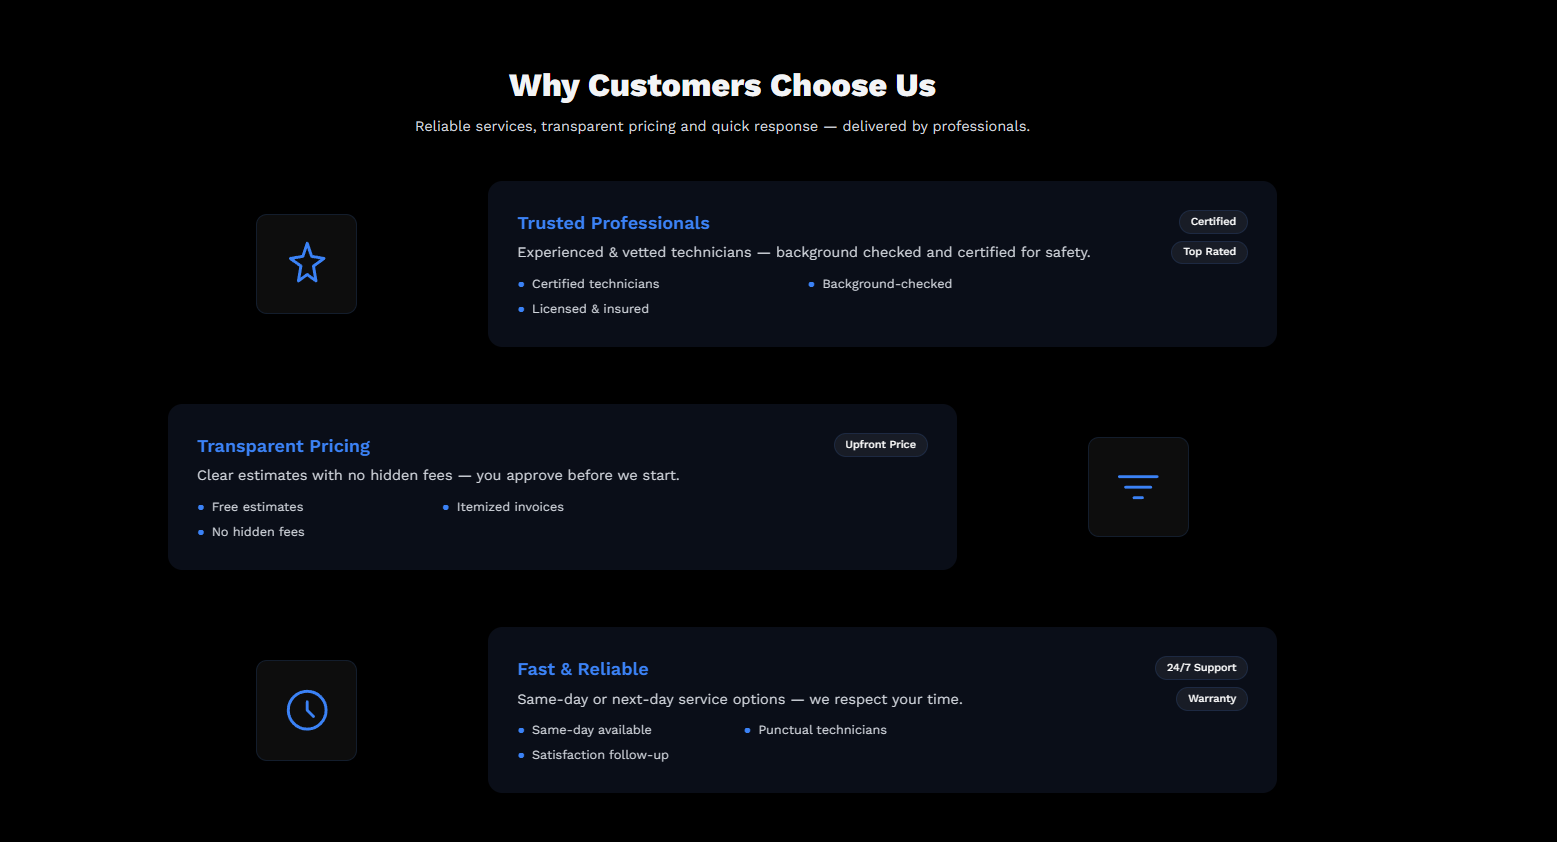 Why Customers Choose Us
Reliable services, transparent pricing and quick response — delivered by professionals.
Trusted Professionals
Certified
Experienced & vetted technicians — background checked and certified for safety.
Top Rated
Certified technicians
Background-checked
Licensed & insured
Transparent Pricing
Upfront Price
Clear estimates with no hidden fees — you approve before we start.
Free estimates
Itemized invoices
No hidden fees
Fast & Reliable
24/7 Support
Same-day or next-day service options — we respect your time.
Warranty
Same-day available
Punctual technicians
Satisfaction follow-up